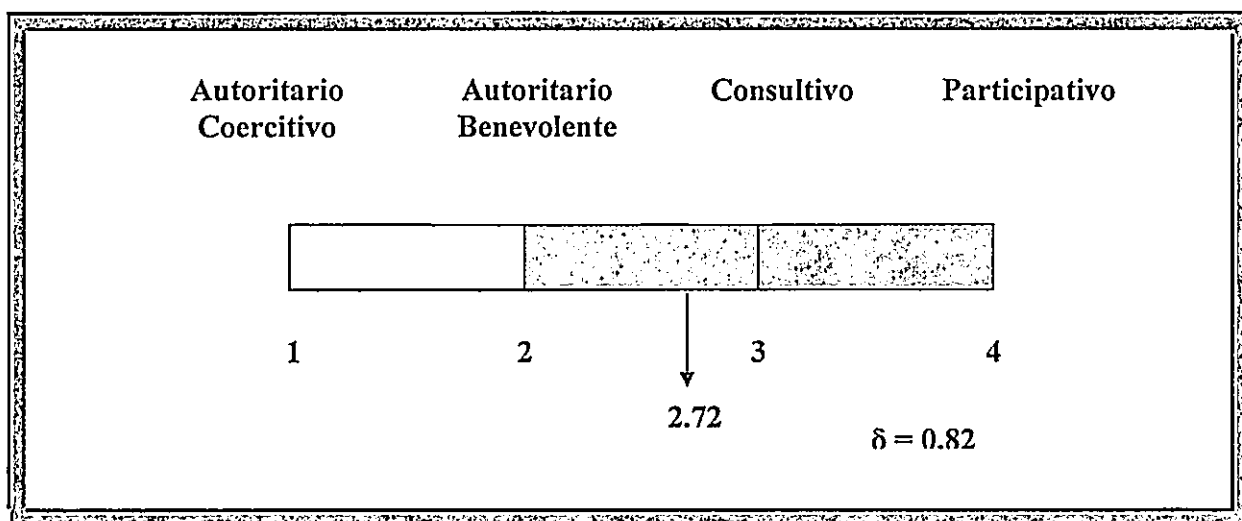 Autoritario Autoritario Consultivo Participativo
Coercitivo Benevolente
1 2 3 4
2.72
δ = 0.82